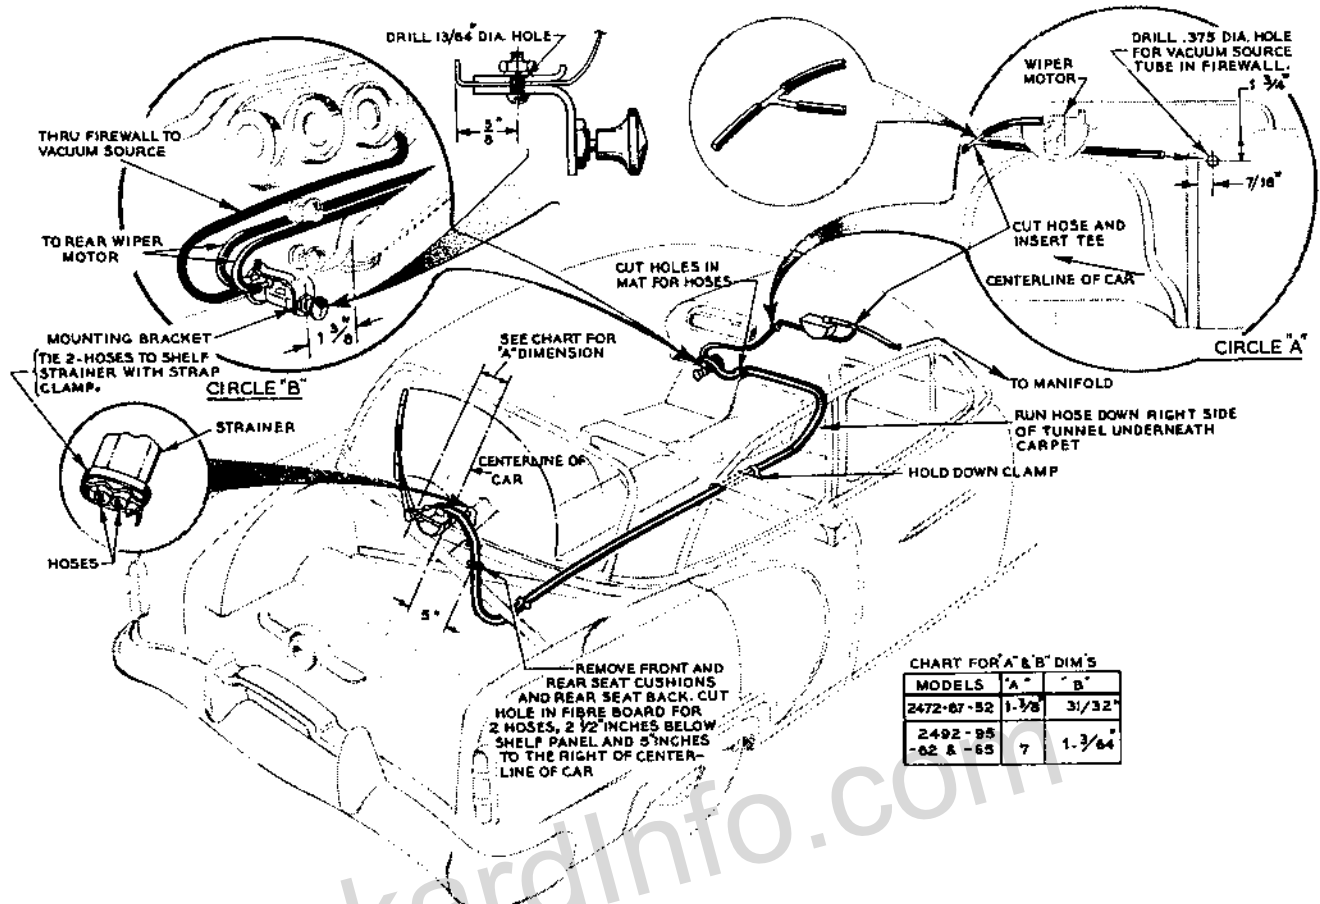 DRILL 13/64" DIA. HOLE
DRILL .375 DIA. HOLE
FOR VACUUM SOURCE
TUBE IN FIREWALL.
WIPER
MOTOR
3/4"
7/16"
THRU FIREWALL TO
VACUUM SOURCE
TO REAR WIPER
MOTOR
CUT HOSE AND
INSERT TEE
CENTERLINE OF CAR
CIRCLE "A"
CUT HOLES IN
MAT FOR HOSES
MOUNTING BRACKET
1 3/8"
TIE 2-HOSES TO SHELF
STRAINER WITH STRAP
CLAMP.
CIRCLE "B"
SEE CHART FOR
"A" DIMENSION
STRAINER
HOSES
CENTERLINE OF
CAR
TO MANIFOLD
RUN HOSE DOWN RIGHT SIDE
OF TUNNEL UNDERNEATH
CARPET
HOLD DOWN CLAMP
5"
REMOVE FRONT AND
REAR SEAT CUSHIONS
AND REAR SEAT BACK. CUT
HOLE IN FIBRE BOARD FOR
2 HOSES, 2 1/2" INCHES BELOW
SHELF PANEL AND 5" INCHES
TO THE RIGHT OF CENTER-
LINE OF CAR
CHART FOR "A" & "B" DIM'S
MODELS "A" "B"
2472-67-52 1-3/8" 31/32"
2492-95
-62 & -65 7 1-3/64"
kardInfo.com